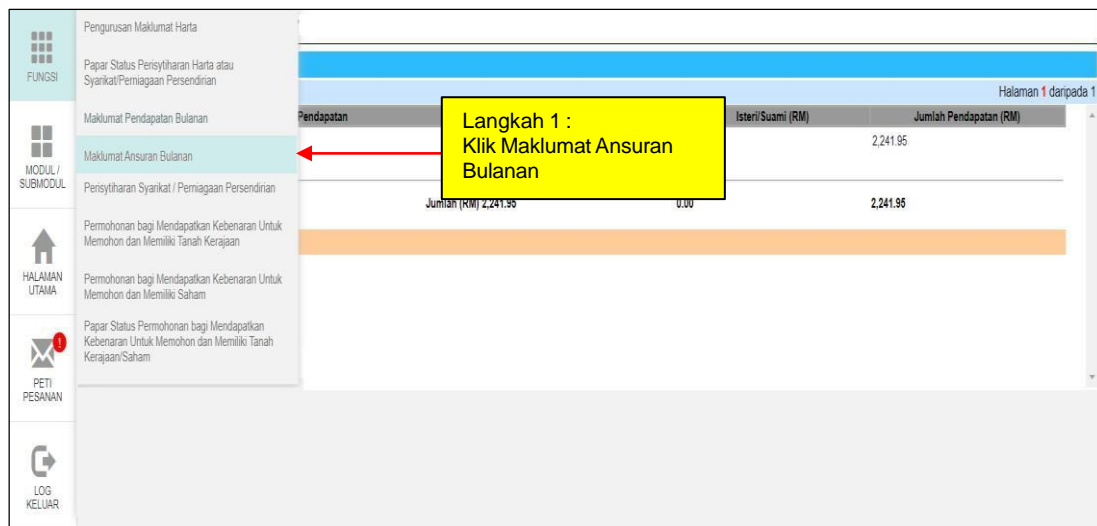 FUNGSI
MODUL /
SUBMODUL
HALAMAN
UTAMA
!
PETI
PESANAN
LOG
KELUAR
Pengurusan Maklumat Harta
Papar Status Perisytiharan Harta atau
Syarikat/Perniagaan Persendirian
Maklumat Pendapatan Bulanan
Maklumat Ansuran Bulanan
Perisytiharan Syarikat / Perniagaan Persendirian
Permohonan bagi Mendapatkan Kebenaran Untuk
Memohon dan Memiliki Tanah Kerajaan
Permohonan bagi Mendapatkan Kebenaran Untuk
Memohon dan Memiliki Saham
Papar Status Permohonan bagi Mendapatkan
Kebenaran Untuk Memohon dan Memiliki Tanah
Kerajaan/Saham
Halaman 1 daripada 1
Pendapatan Isteri/Suami (RM) Jumlah Pendapatan (RM)
2,241.95
Jumlah (RM) 2,241.95 0.00 2,241.95
Langkah 1 :
Klik Maklumat Ansuran
Bulanan